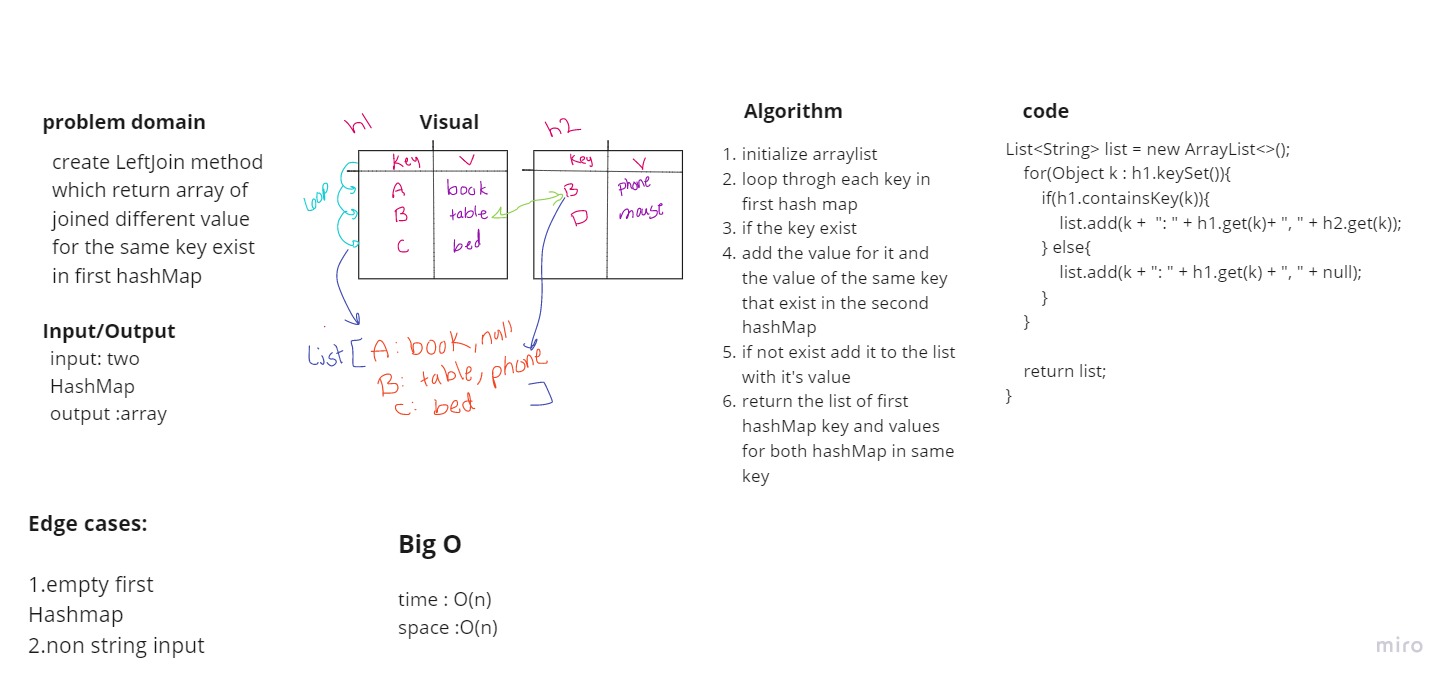 problem domain
create LeftJoin method
which return array of
joined different value
for the same key exist
in first hashMap
Input/Output
input: two
HashMap
output :array
Visual
h1
h2
Key V
A book
B table
C bed
Key V
B phone
D mouse
LOOP
List [ A: book, null
B: table, phone
C: bed ]
Algorithm
1. initialize arraylist
2. loop throgh each key in
first hash map
3. if the key exist
4. add the value for it and
the value of the same key
that exist in the second
hashMap
5. if not exist add it to the list
with it's value
6. return the list of first
hashMap key and values
for both hashMap in same
key
code
List<String> list = new ArrayList<>();
for(Object k : h1.keySet()){
if(h1.containsKey(k)){
list.add(k + ": " + h1.get(k)+ ", " + h2.get(k));
} else{
list.add(k + ": " + h1.get(k) + ", " + null);
}
}
return list;
}
Edge cases:
1.empty first
Hashmap
2.non string input
Big O
time : O(n)
space :O(n)
miro